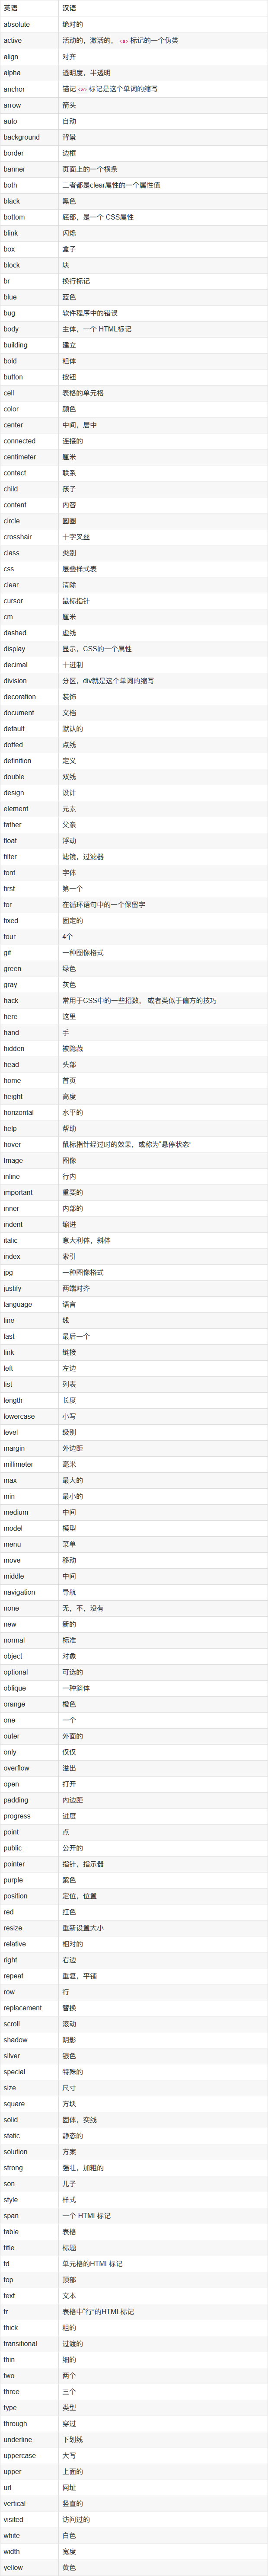 英语 汉语
absolute 绝对的
active 活动的，激活的，<a>标记的一个伪类
align 对齐
alpha 透明度，半透明
anchor 锚记<a>标记是这个单词的缩写
arrow 箭头
auto 自动
background 背景
border 边框
banner 页面上的一个横条
both 二者都是clear属性的一个属性值
black 黑色
bottom 底部，是一个 CSS属性
blink 闪烁
box 盒子
block 块
br 换行标记
blue 蓝色
bug 软件程序中的错误
body 主体，一个 HTML标记
building 建立
bold 粗体
button 按钮
cell 表格的单元格
color 颜色
center 中间，居中
connected 连接的
centimeter 厘米
contact 联系
child 孩子
content 内容
circle 圆圈
crosshair 十字叉丝
class 类别
css 层叠样式表
clear 清除
cursor 鼠标指针
cm 厘米
dashed 虚线
display 显示，CSS的一个属性
decimal 十进制
division 分区，div就是这个单词的缩写
decoration 装饰
document 文档
default 默认的
dotted 点线
definition 定义
double 双线
design 设计
element 元素
father 父亲
float 浮动
filter 滤镜，过滤器
font 字体
first 第一个
for 在循环语句中的一个保留字
fixed 固定的
four 4个
gif 一种图像格式
green 绿色
gray 灰色
hack 常用于CSS中的一些招数， 或者类似于偏方的技巧
here 这里
hand 手
hidden 被隐藏
head 头部
home 首页
height 高度
horizontal 水平的
help 帮助
hover 鼠标指针经过时的效果，或称为"悬停状态"
Image 图像
inline 行内
important 重要的
inner 内部的
indent 缩进
italic 意大利体，斜体
index 索引
jpg 一种图像格式
justify 两端对齐
language 语言
line 线
last 最后一个
link 链接
left 左边
list 列表
length 长度
lowercase 小写
level 级别
margin 外边距
millimeter 毫米
max 最大的
min 最小的
medium 中间
model 模型
menu 菜单
move 移动
middle 中间
navigation 导航
none 无，不，没有
new 新的
normal 标准
object 对象
optional 可选的
oblique 一种斜体
orange 橙色
one 一个
outer 外面的
only 仅仅
overflow 溢出
open 打开
padding 内边距
progress 进度
point 点
public 公开的
pointer 指针，指示器
purple 紫色
position 定位，位置
red 红色
resize 重新设置大小
relative 相对的
right 右边
repeat 重复，平铺
row 行
replacement 替换
scroll 滚动
shadow 阴影
silver 银色
special 特殊的
size 尺寸
square 方块
solid 固体，实线
static 静态的
solution 方案
strong 强壮，加粗的
son 儿子
style 样式
span 一个 HTML标记
table 表格
title 标题
td 单元格的HTML标记
top 顶部
text 文本
tr 表格中"行"的HTML标记
thick 粗的
transitional 过渡的
thin 细的
two 两个
three 三个
type 类型
through 穿过
underline 下划线
uppercase 大写
upper 上面的
url 网址
vertical 竖直的
visited 访问过的
white 白色
width 宽度
yellow 黄色